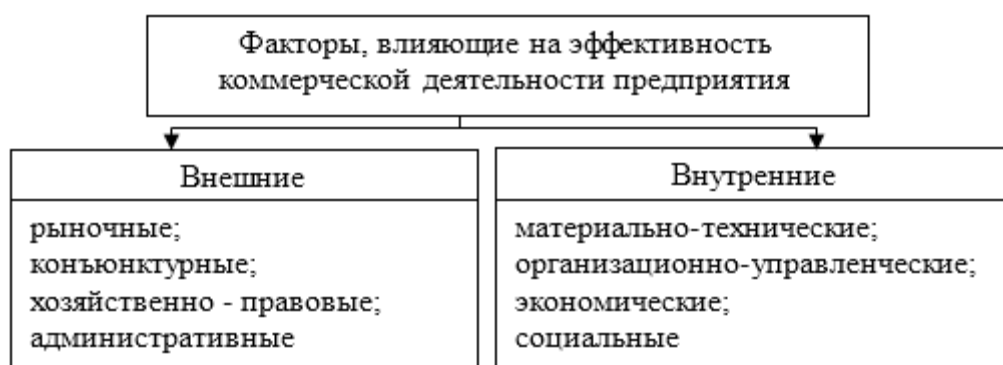 Факторы, влияющие на эффективность
коммерческой деятельности предприятия
Внешние
рыночные;
конъюнктурные;
хозяйственно - правовые;
административные
Внутренние
материально-технические;
организационно-управленческие;
экономические;
социальные